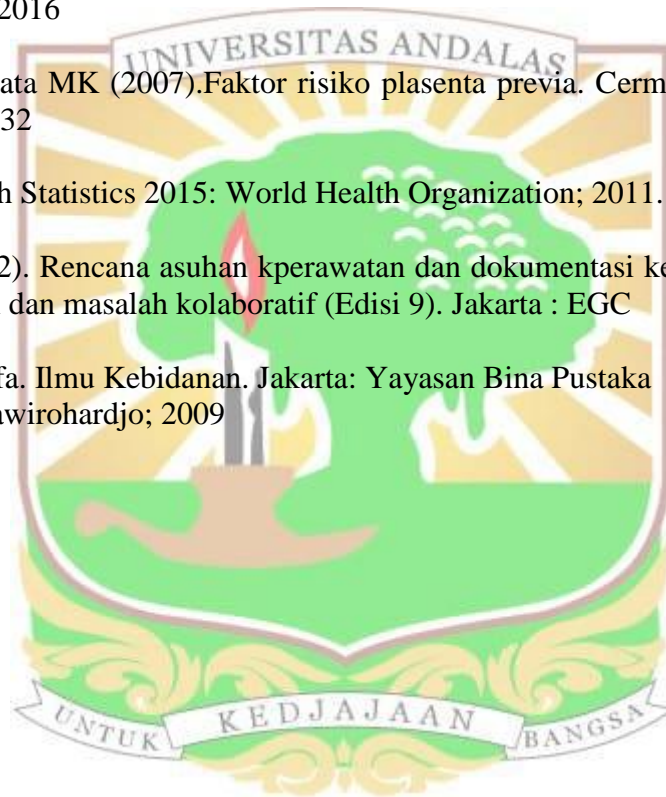 2016
UNIVERSITAS ANDALAS
ata MK (2007).Faktor risiko plasenta previa. Cerm
32
h Statistics 2015: World Health Organization; 2011.
2). Rencana asuhan kperawatan dan dokumentasi ke
dan masalah kolaboratif (Edisi 9). Jakarta : EGC
fa. Ilmu Kebidanan. Jakarta: Yayasan Bina Pustaka
awirohardjo; 2009
UNTUK KEDJAJAAN BANGSA